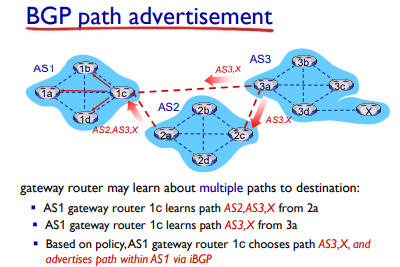 BGP path advertisement
AS1
1b
1a
1c
1d
AS2,AS3,X
AS2
2b
2a
2c
2d
AS3,X
AS3
3b
3a
3c
3d
X
AS3,X
gateway router may learn about multiple paths to destination:
▪ AS1 gateway router 1c learns path AS2,AS3,X from 2a
▪ AS1 gateway router 1c learns path AS3,X from 3a
▪ Based on policy, AS1 gateway router 1c chooses path AS3,X, and
advertises path within AS1 via iBGP